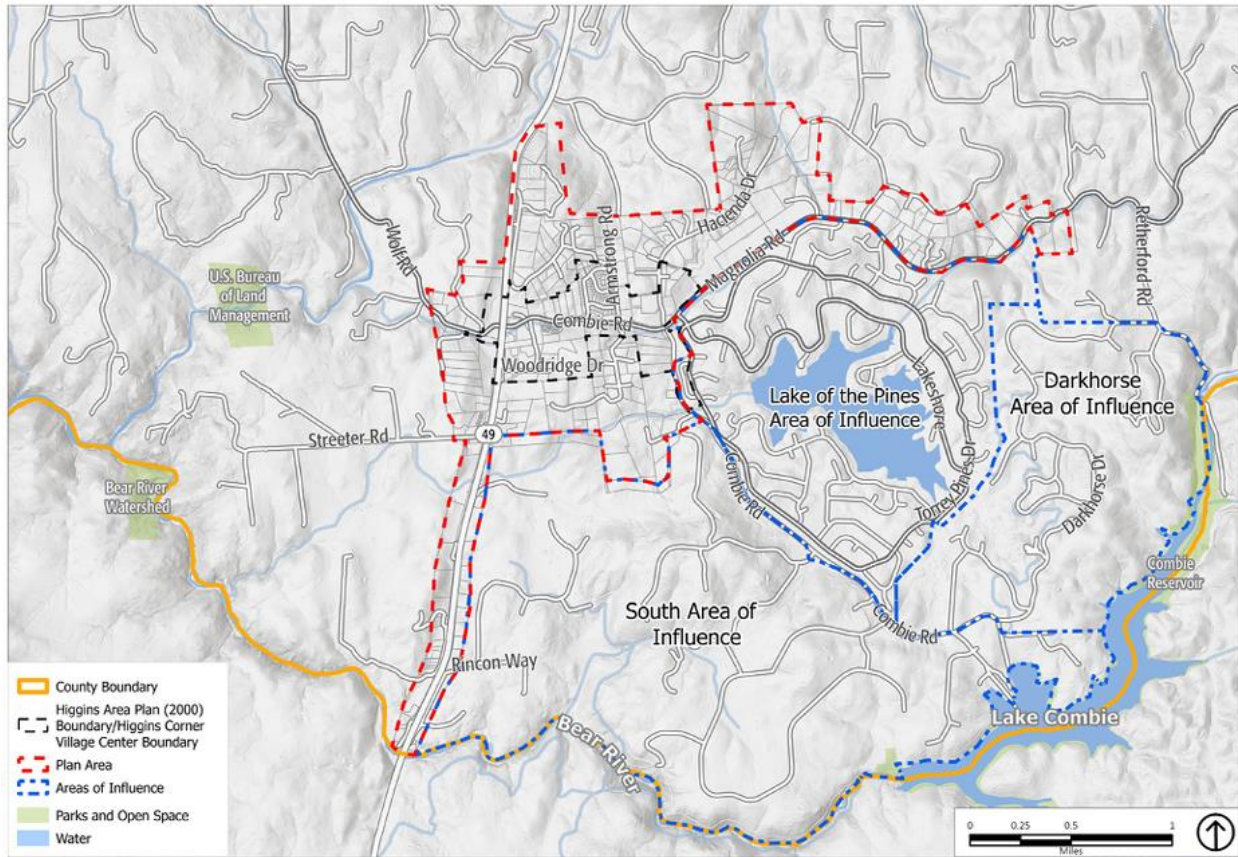 Retherford Rd
Hacienda Dr
Armstrong Rd
Wolf Rd
Magnolia Rd
U.S. Bureau
of Land
Management
Combie Rd
Woodridge Dr
Lakeshore
Darkhorse
Area of Influence
Lake of the Pines
Area of Influence
Streeter Rd
49
Bear River
Watershed
Combie Rd
Torrey Pines Dr
Darkhorse Dr
Combie
Reservoir
South Area of
Influence
Combie Rd
Rincon Way
Lake Combie
Bear River
County Boundary
Higgins Area Plan (2000)
Boundary/Higgins Corner
Village Center Boundary
Plan Area
Areas of Influence
Parks and Open Space
Water
0 0.25 0.5 1
Miles